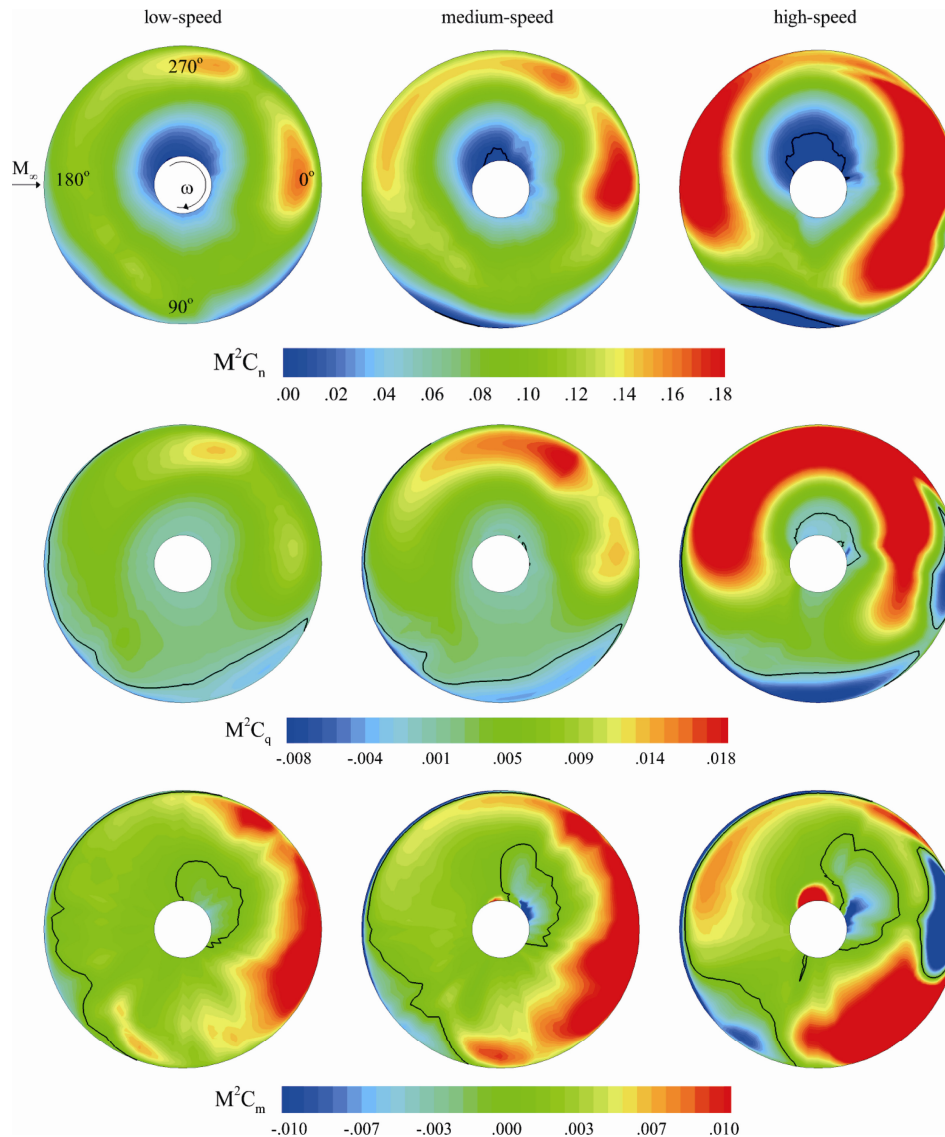 low-speed medium-speed high-speed
270°
M∞ 180° ω 0°
90°
M²Cₙ
.00 .02 .04 .06 .08 .10 .12 .14 .16 .18
M²C_q
-.008 -.004 .001 .005 .009 .014 .018
M²Cₘ
-.010 -.007 -.003 .000 .003 .007 .010